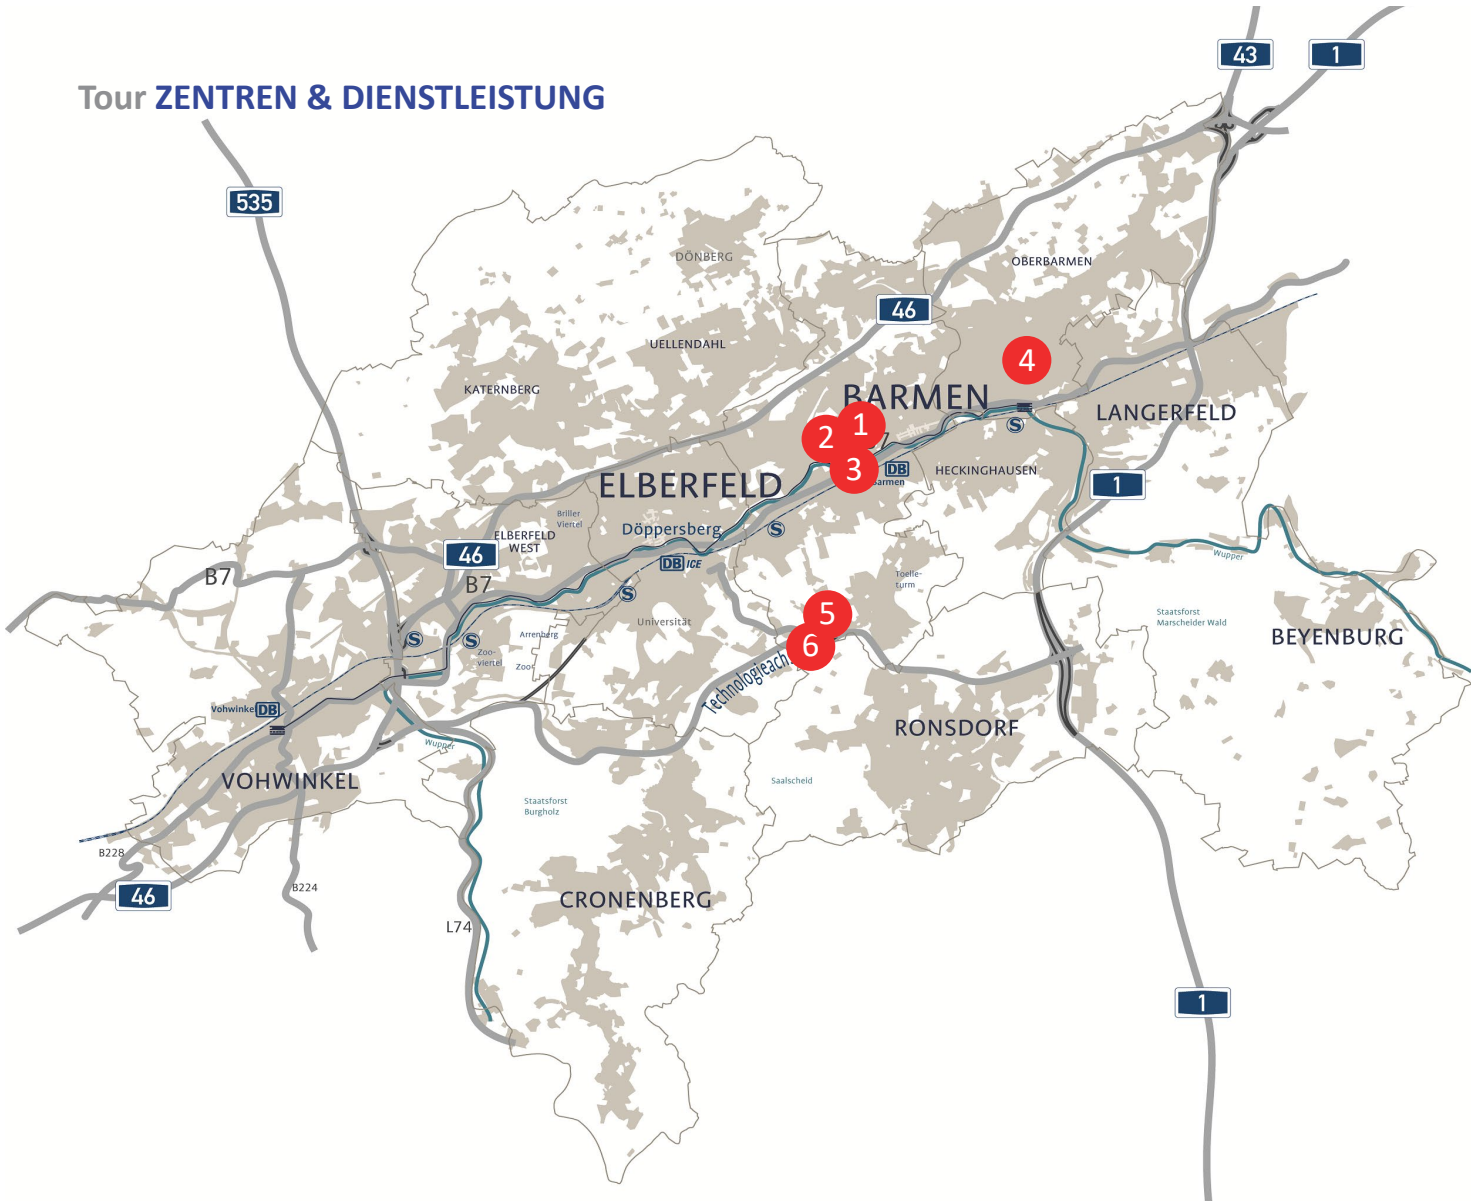 43
1
Tour ZENTREN & DIENSTLEISTUNG
535
DÖNBERG
OBERBARMEN
46
UELLENDAHL
4
KATERNBERG
BARMEN
LANGERFELD
1
2
7
S
3
DB
Barmen
HECKINGHAUSEN
ELBERFELD
1
Briller
Viertel
Döppersberg
S
ELBERFELD
WEST
46
DB ICE
Wupper
B7
B7
Toelle-
turm
S
5
Universität
Staatsforst
Marscheider Wald
BEYENBURG
S
S
Arrenberg
6
Zoo-
viertel
Zoo
Technologieachs
Vohwinkel
DB
RONSDORF
Wupper
VOHWINKEL
Saalscheid
Staatsforst
Burgholz
B228
B224
46
CRONENBERG
L74
1